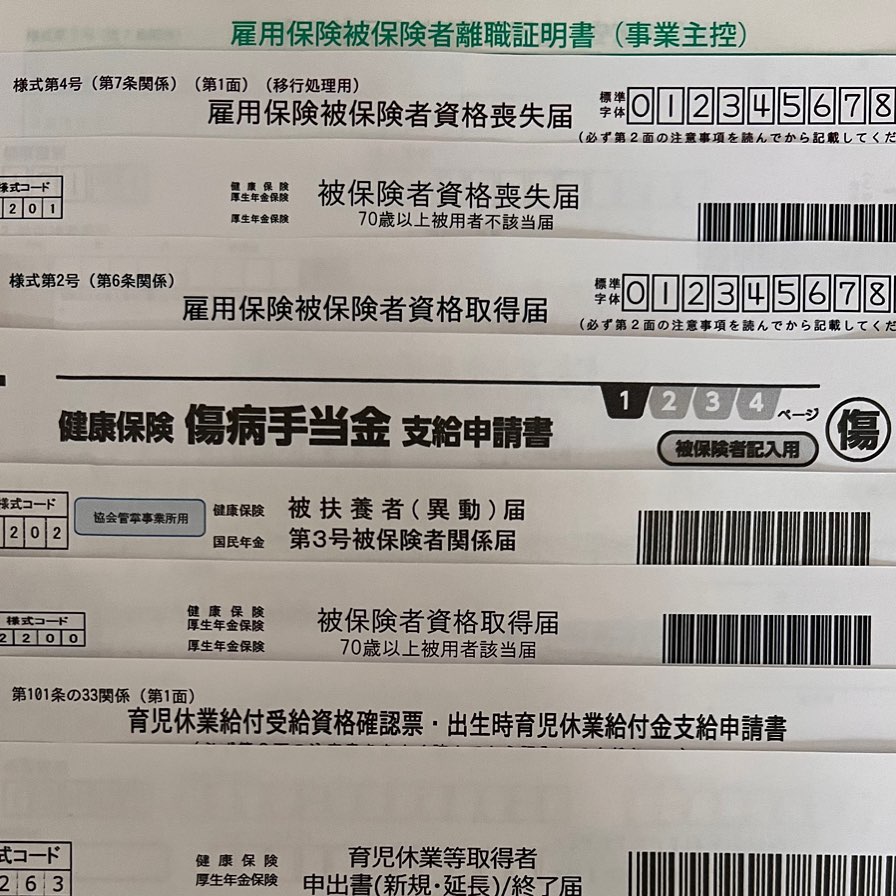 雇用保険被保険者離職証明書（事業主控）
様式第4号（第7条関係）（第1面）（移行処理用）
雇用保険被保険者資格喪失届
標準字体 012345678
（必ず第２面の注意事項を読んでから記載してくだ
様式コード
201
健康保険
厚生年金保険
厚生年金保険
被保険者資格喪失届
70歳以上被用者不該当届
様式第2号（第6条関係）
雇用保険被保険者資格取得届
標準字体 012345678
（必ず第２面の注意事項を読んでから記載してくだ
健康保険 傷病手当金 支給申請書
1 2 3 4 ページ
被保険者記入用
傷
様式コード
202
協会管掌事業所用
健康保険
国民年金
被扶養者(異動)届
第3号被保険者関係届
様式コード
2200
健康保険
厚生年金保険
厚生年金保険
被保険者資格取得届
70歳以上被用者該当届
第101条の33関係（第1面）
育児休業給付受給資格確認票・出生時育児休業給付金支給申請書
式コード
263
健康保険
厚生年金保険
育児休業等取得者
申出書(新規・延長)/終了届